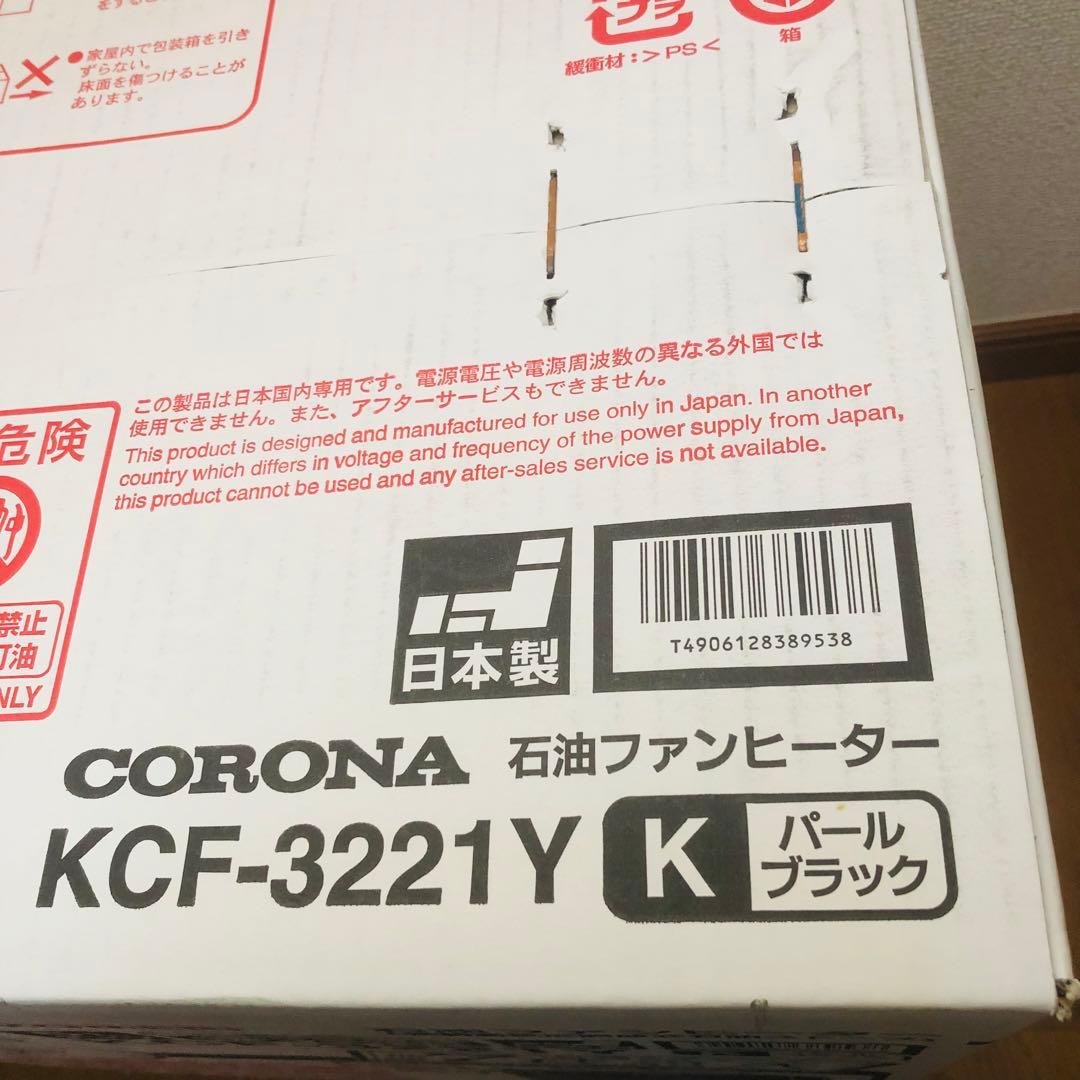 をする
●家屋内で包装箱を引き
ずらない。
床面を傷つけることが
あります。
プラ
緩衝材：＞PS＜
箱
この製品は日本国内専用です。電源電圧や電源周波数の異なる外国では
使用できません。また、アフターサービスもできません。
This product is designed and manufactured for use only in Japan. In another
country which differs in voltage and frequency of the power supply from Japan,
this product cannot be used and any after-sales service is not available.
危険
禁止
灯油
ONLY
日本製
T4906128389538
CORONA 石油ファンヒーター
KCF-3221Y K パール
ブラック